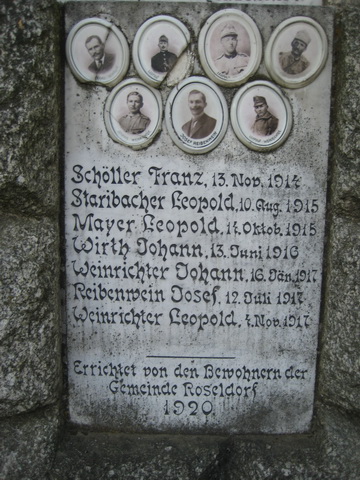 Schöller Franz, 13. Nov. 1914
Staribacher Leopold, 10. Aug. 1915
Mayer Leopold, 14. Oktob. 1915
Wirth Johann, 13. Juni 1916
Weinrichter Johann, 16. Jän. 1917
Reibenwein Josef, 12. Juli 1917
Weinrichter Leopold, 4. Nov. 1917
Errichtet von den Bewohnern der
Gemeinde Roseldorf
1920